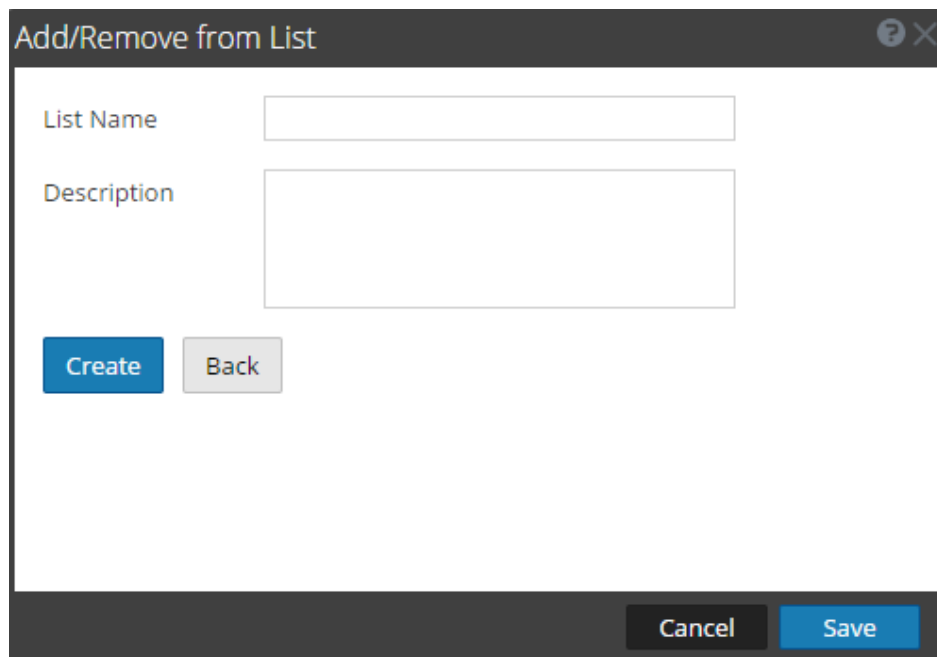 Add/Remove from List
List Name
Description
Create Back
Cancel Save